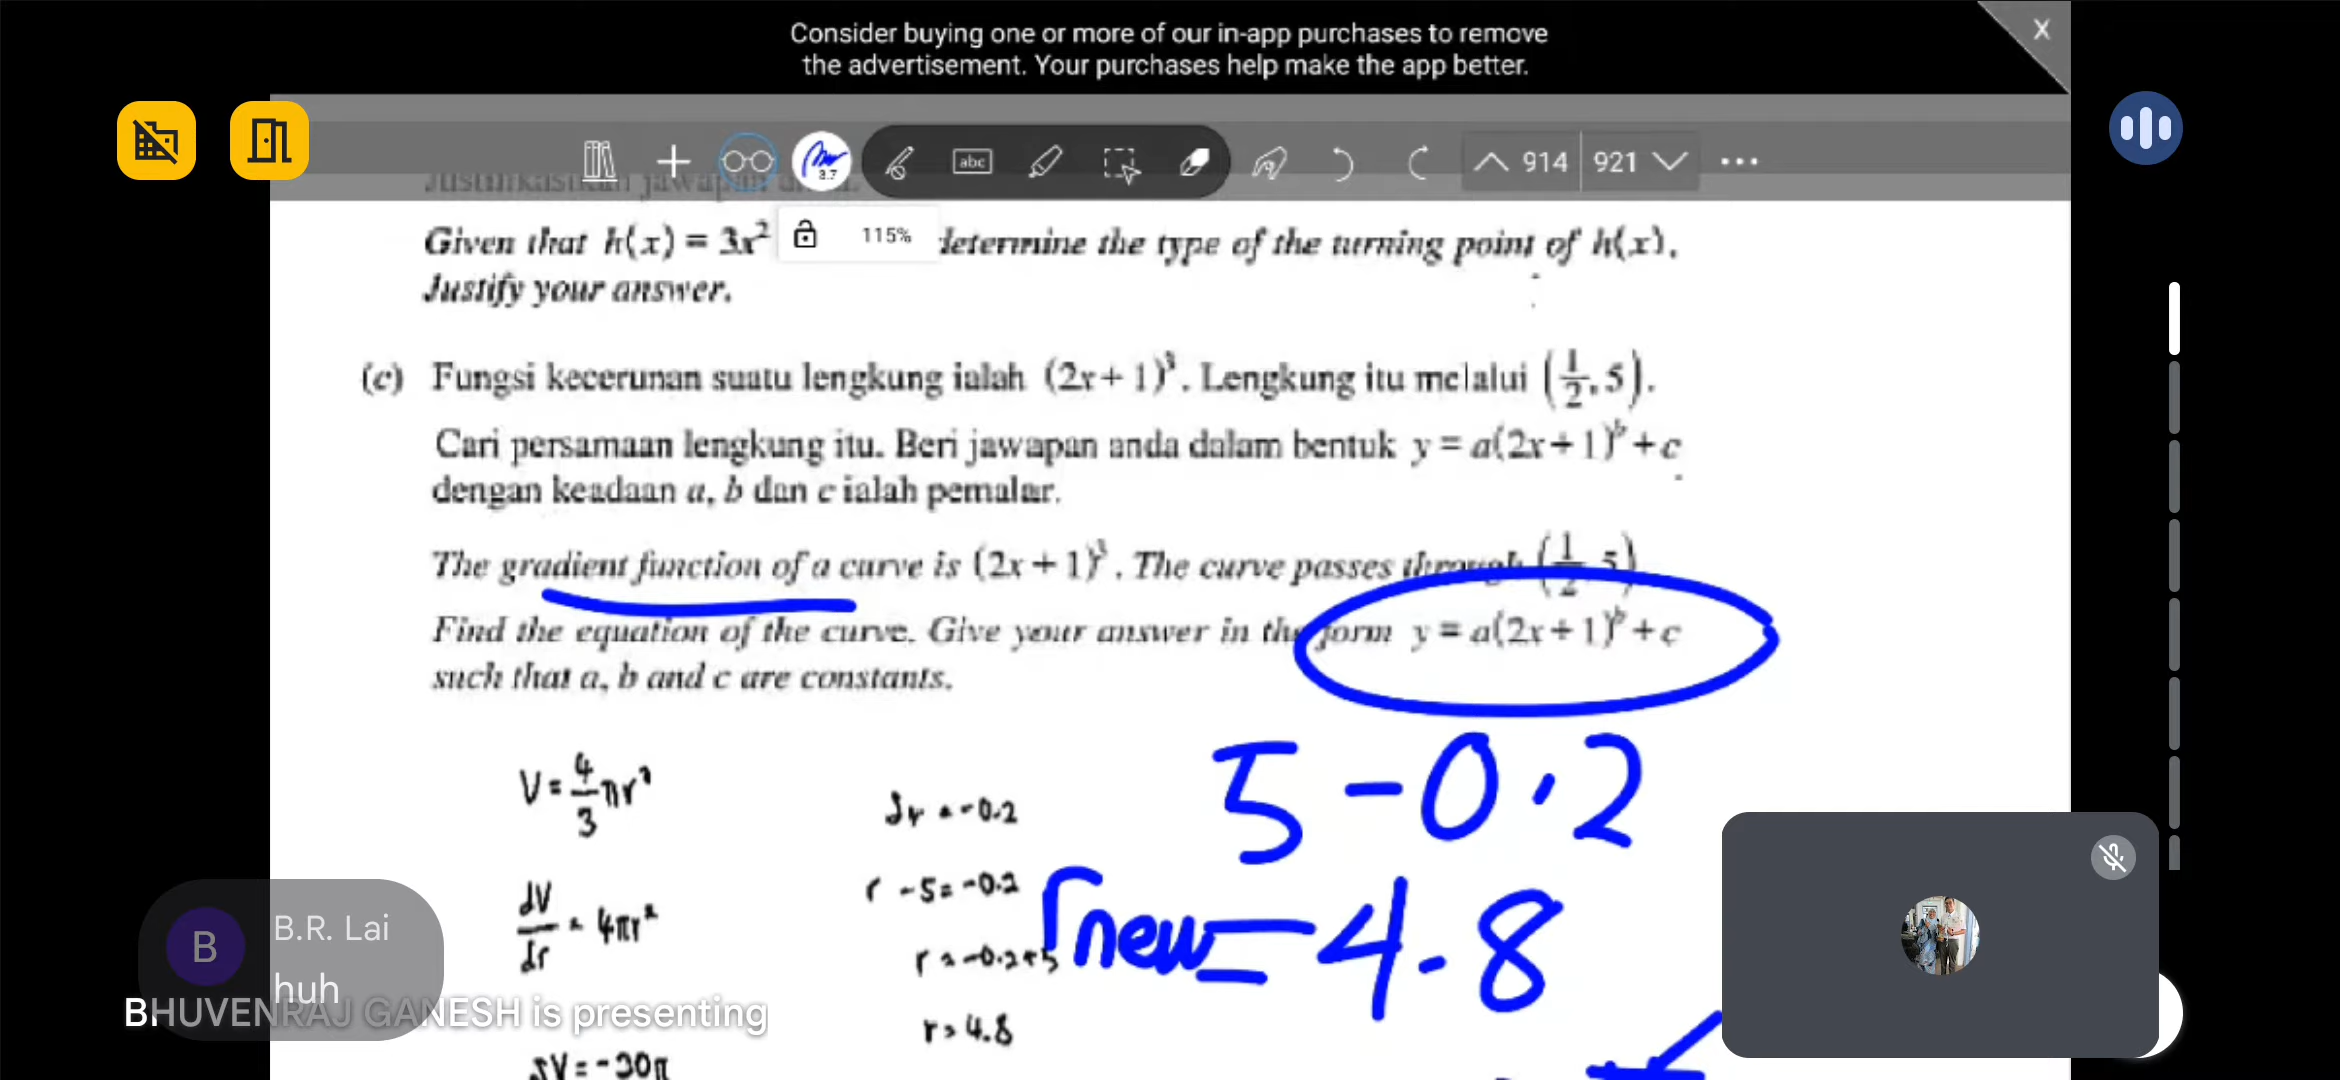 Consider buying one or more of our in-app purchases to remove
the advertisement. Your purchases help make the app better.
X
abc
3.7
914
921
115%
Given that h(x) = 3x²
determine the type of the turning point of h(x).
Justify your answer.
(c) Fungsi kecerunan suatu lengkung ialah (2x + 1)³. Lengkung itu melalui (1/2, 5).
Cari persamaan lengkung itu. Beri jawapan anda dalam bentuk y = a(2x + 1)ᵇ + c
dengan keadaan a, b dan c ialah pemalar.
The gradient function of a curve is (2x + 1)³. The curve passes through (1/2, 5)
Find the equation of the curve. Give your answer in the form y = a(2x + 1)ᵇ + c
such that a, b and c are constants.
5 - 0.2
V = 4/3 πr³
δr = -0.2
r - 5 = -0.2
r new = 4.8
dV/dr = 4πr²
r = -0.2+5
r = 4.8
B
B.R. Lai
huh
BHUVENRAJ GANESH is presenting
δV = -20π